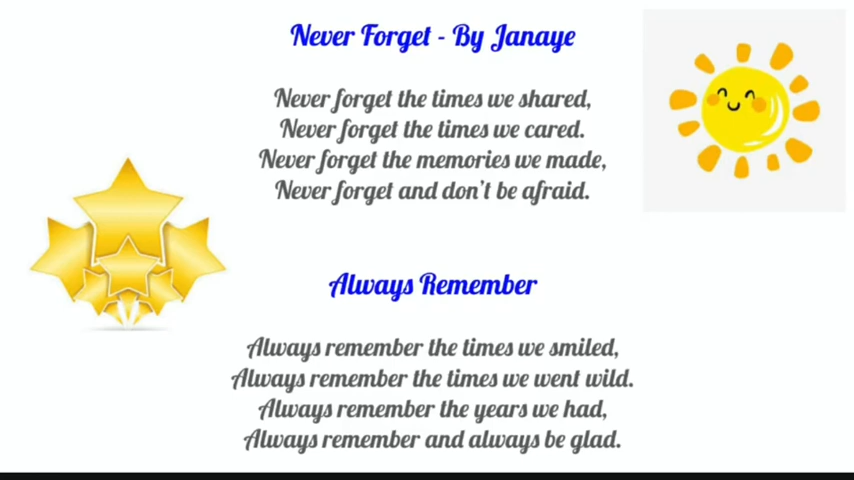 Never Forget - By Janaye
Never forget the times we shared,
Never forget the times we cared.
Never forget the memories we made,
Never forget and don't be afraid.
Always Remember
Always remember the times we smiled,
Always remember the times we went wild.
Always remember the years we had,
Always remember and always be glad.